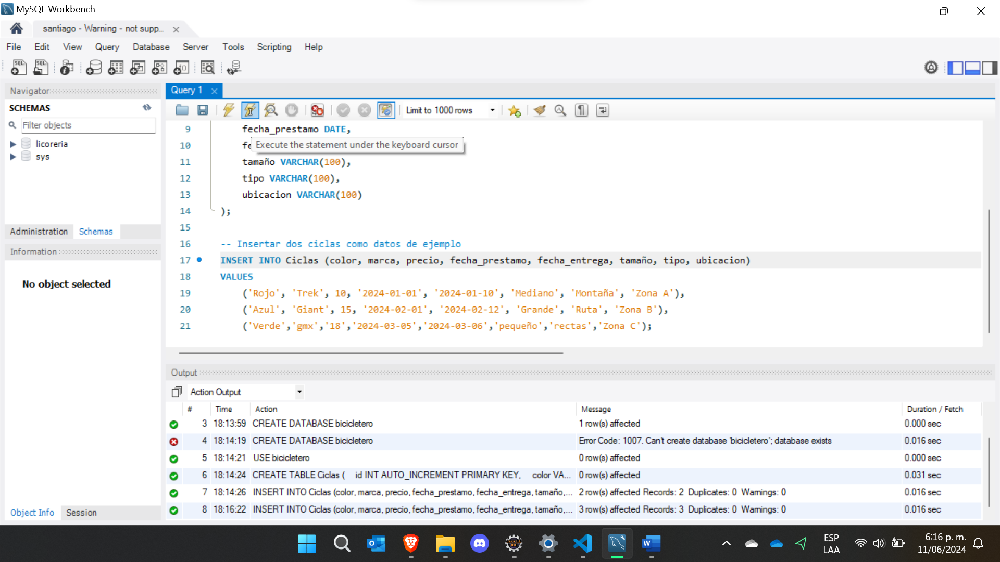 MySQL Workbench
santiago - Warning - not supp...
File Edit View Query Database Server Tools Scripting Help
Navigator
SCHEMAS
Filter objects
licoreria
sys
Administration Schemas
Information
No object selected
Object Info Session
Query 1
Limit to 1000 rows
9 fecha_prestamo DATE,
10 fe
Execute the statement under the keyboard cursor
11 tamaño VARCHAR(100),
12 tipo VARCHAR(100),
13 ubicacion VARCHAR(100)
14 );
15
16 -- Insertar dos ciclas como datos de ejemplo
17 INSERT INTO Ciclas (color, marca, precio, fecha_prestamo, fecha_entrega, tamaño, tipo, ubicacion)
18 VALUES
19 ('Rojo', 'Trek', 10, '2024-01-01', '2024-01-10', 'Mediano', 'Montaña', 'Zona A'),
20 ('Azul', 'Giant', 15, '2024-02-01', '2024-02-12', 'Grande', 'Ruta', 'Zona B'),
21 ('Verde','gmx','18','2024-03-05','2024-03-06','pequeño','rectas','Zona C');
Output
Action Output
# Time Action Message Duration / Fetch
3 18:13:59 CREATE DATABASE bicicletero 1 row(s) affected 0.000 sec
4 18:14:19 CREATE DATABASE bicicletero Error Code: 1007. Can't create database 'bicicletero'; database exists 0.016 sec
5 18:14:21 USE bicicletero 0 row(s) affected 0.000 sec
6 18:14:24 CREATE TABLE Ciclas ( id INT AUTO_INCREMENT PRIMARY KEY, color VA... 0 row(s) affected 0.031 sec
7 18:14:26 INSERT INTO Ciclas (color, marca, precio, fecha_prestamo, fecha_entrega, tamaño,... 2 row(s) affected Records: 2 Duplicates: 0 Warnings: 0 0.016 sec
8 18:16:22 INSERT INTO Ciclas (color, marca, precio, fecha_prestamo, fecha_entrega, tamaño,... 3 row(s) affected Records: 3 Duplicates: 0 Warnings: 0 0.016 sec
ESP
LAA
6:16 p. m.
11/06/2024